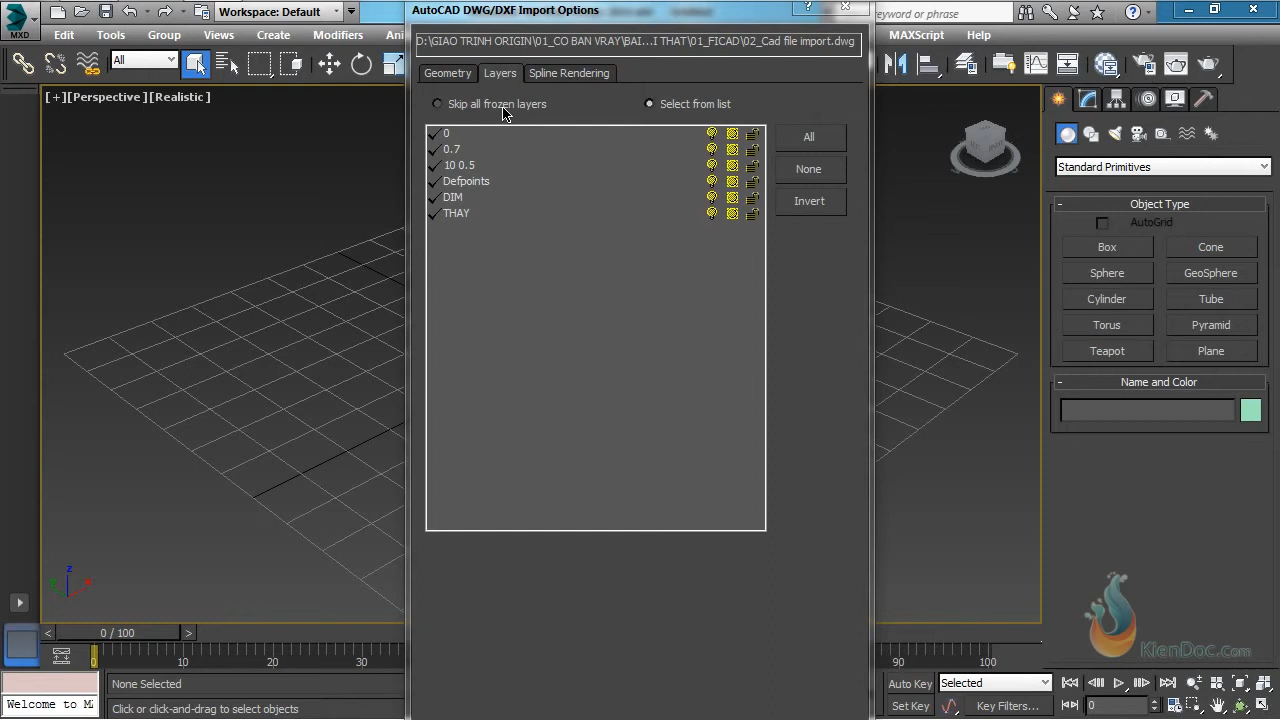 MXD
Workspace: Default
AutoCAD DWG/DXF Import Options
keyword or phrase
Edit Tools Group Views Create Modifiers Ani
MAXScript Help
D:\GIAO TRINH ORIGIN\01_CO BAN VRAY\BAI...I THAT\01_FICAD\02_Cad file import.dwg
All
Geometry Layers Spline Rendering
[+][Perspective][Realistic]
Skip all frozen layers Select from list
0
0.7
10 0.5
Defpoints
DIM
THAY
All
None
Invert
Standard Primitives
Object Type
AutoGrid
Box Cone
Sphere GeoSphere
Cylinder Tube
Torus Pyramid
Teapot Plane
Name and Color
z
x
KienDoc.com
0 / 100
0 10 20 30 90 100
None Selected
Auto Key Selected
Welcome to M
Click or click-and-drag to select objects
Set Key Key Filters... 0